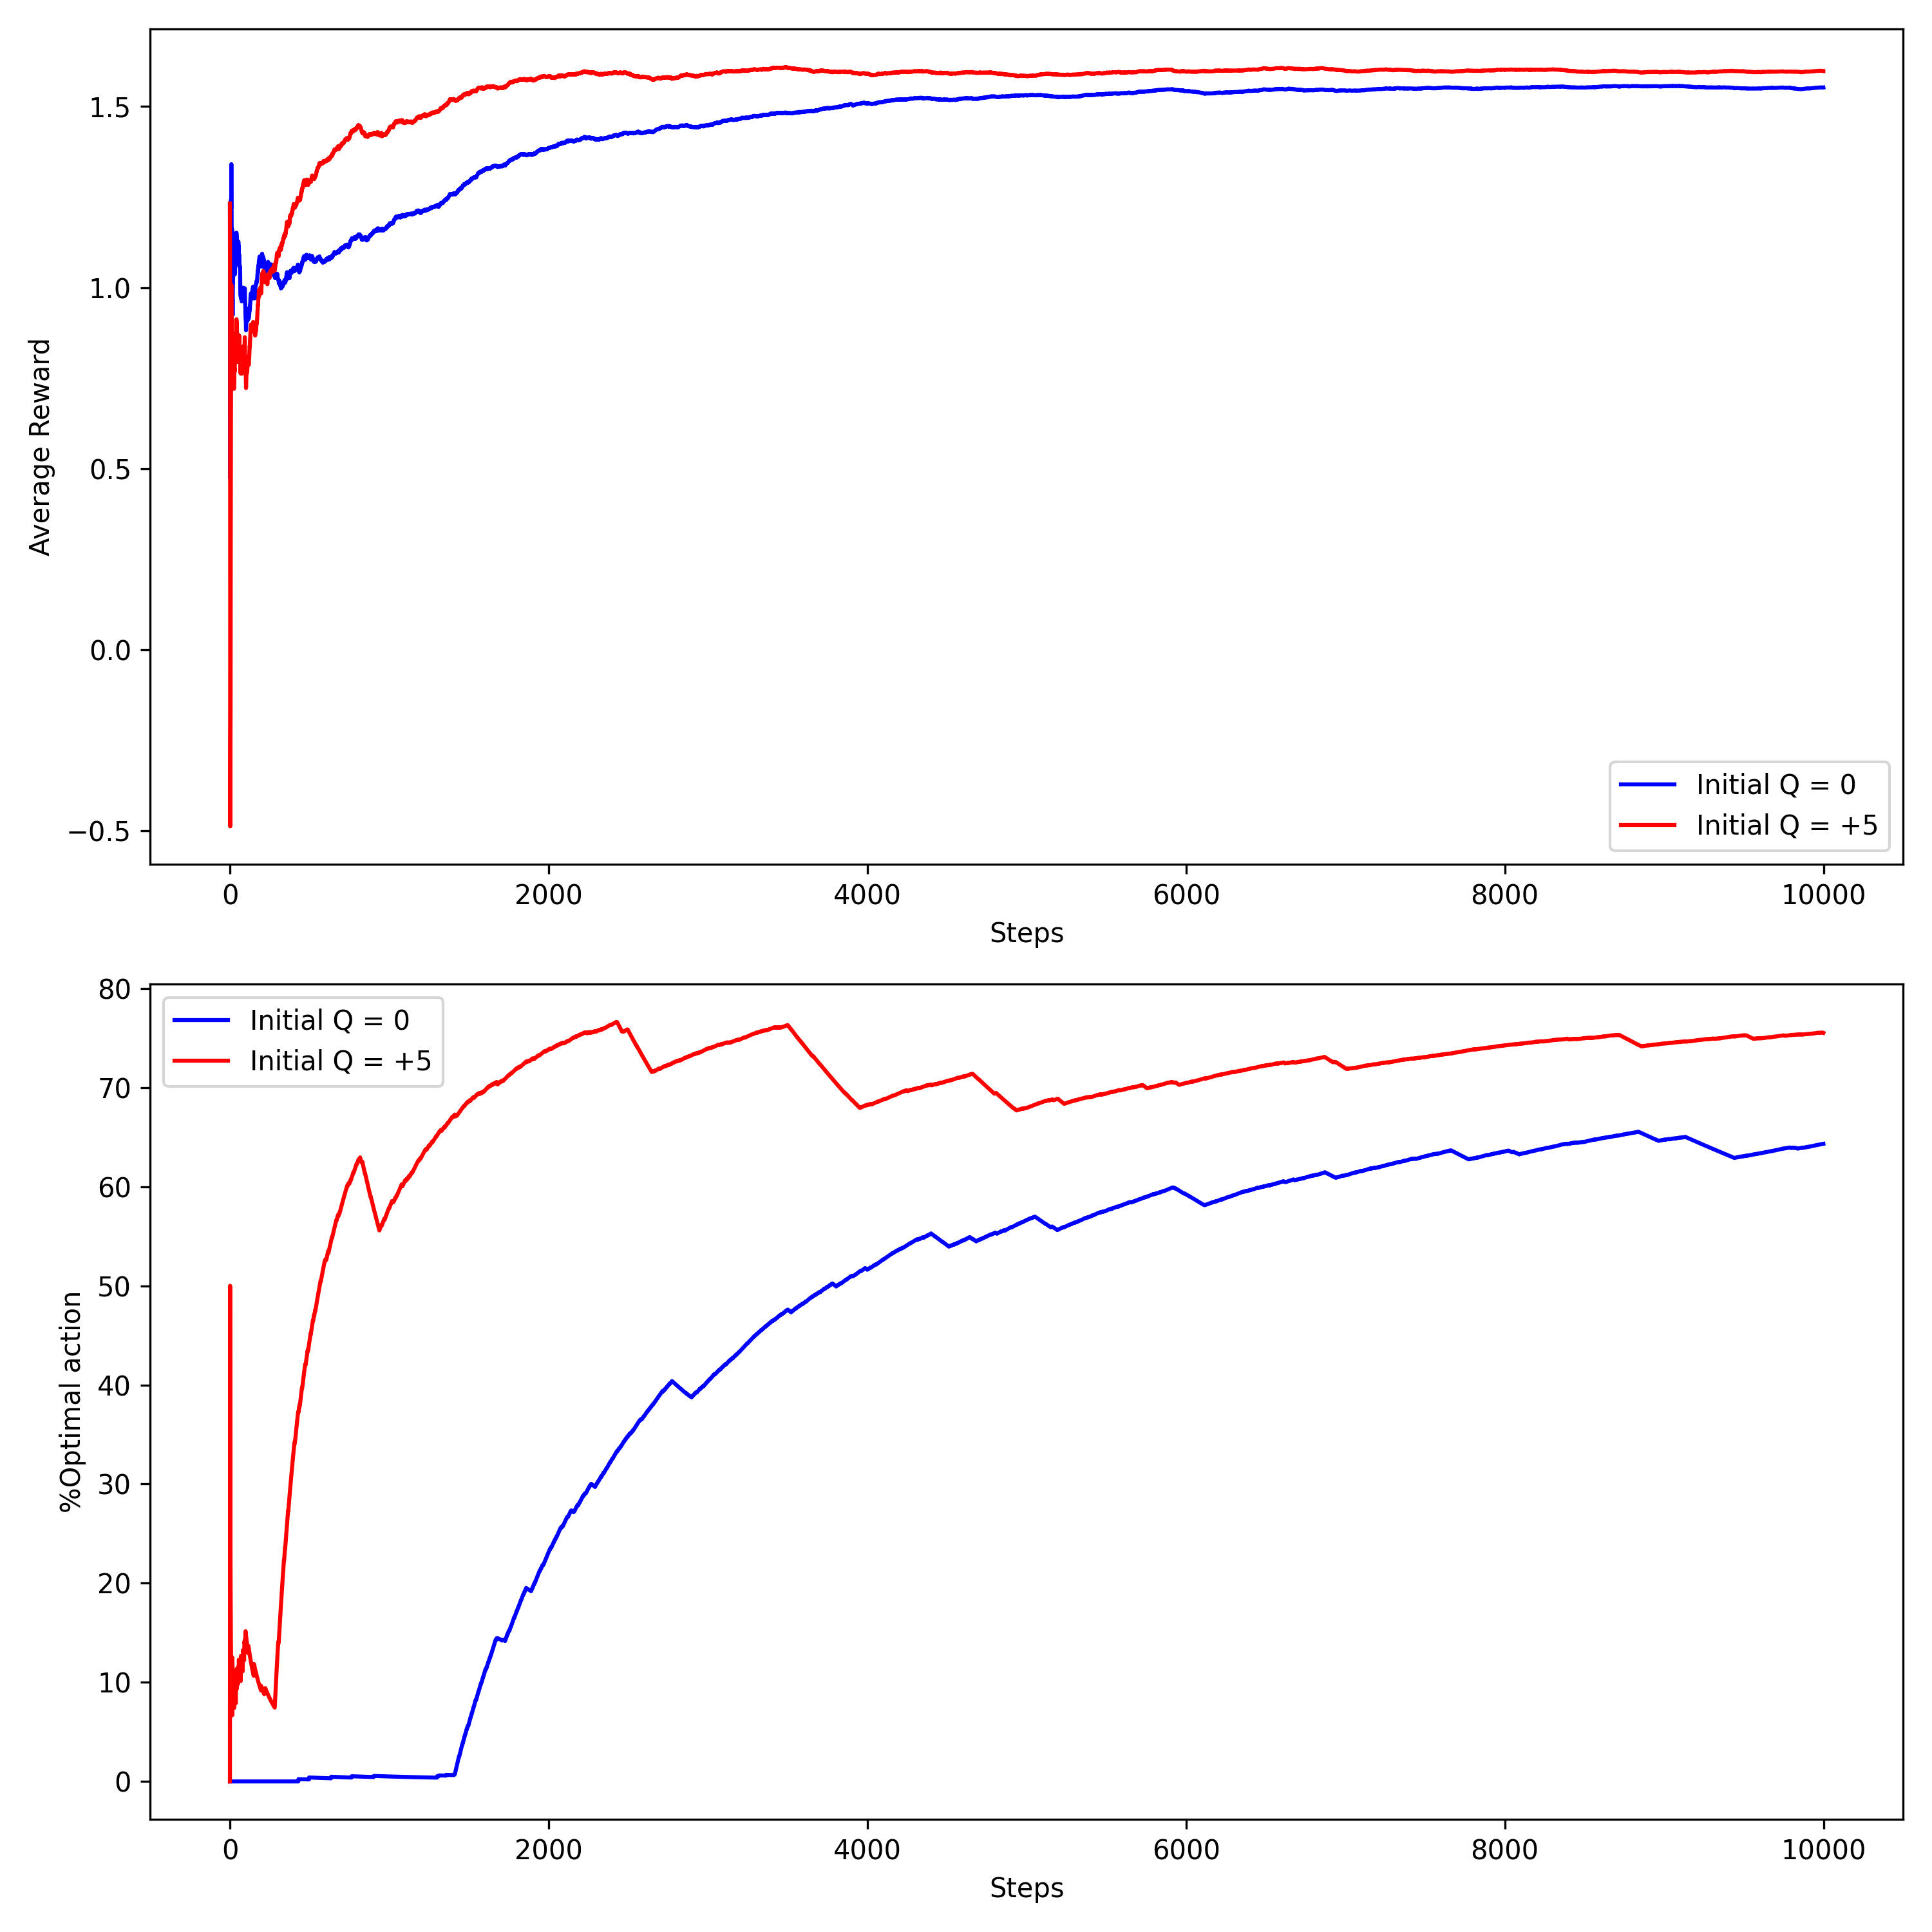 Average Reward
1.5
1.0
0.5
0.0
−0.5
Initial Q = 0
Initial Q = +5
0 2000 4000 6000 8000 10000
Steps
%Optimal action
80
70
60
50
40
30
20
10
0
Initial Q = 0
Initial Q = +5
0 2000 4000 6000 8000 10000
Steps